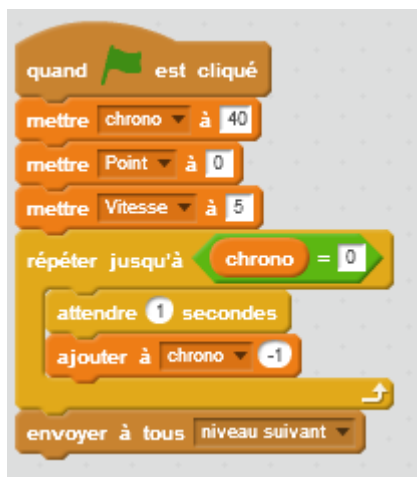 quand est cliqué
mettre chrono à 40
mettre Point à 0
mettre Vitesse à 5
répéter jusqu'à chrono = 0
attendre 1 secondes
ajouter à chrono -1
envoyer à tous niveau suivant